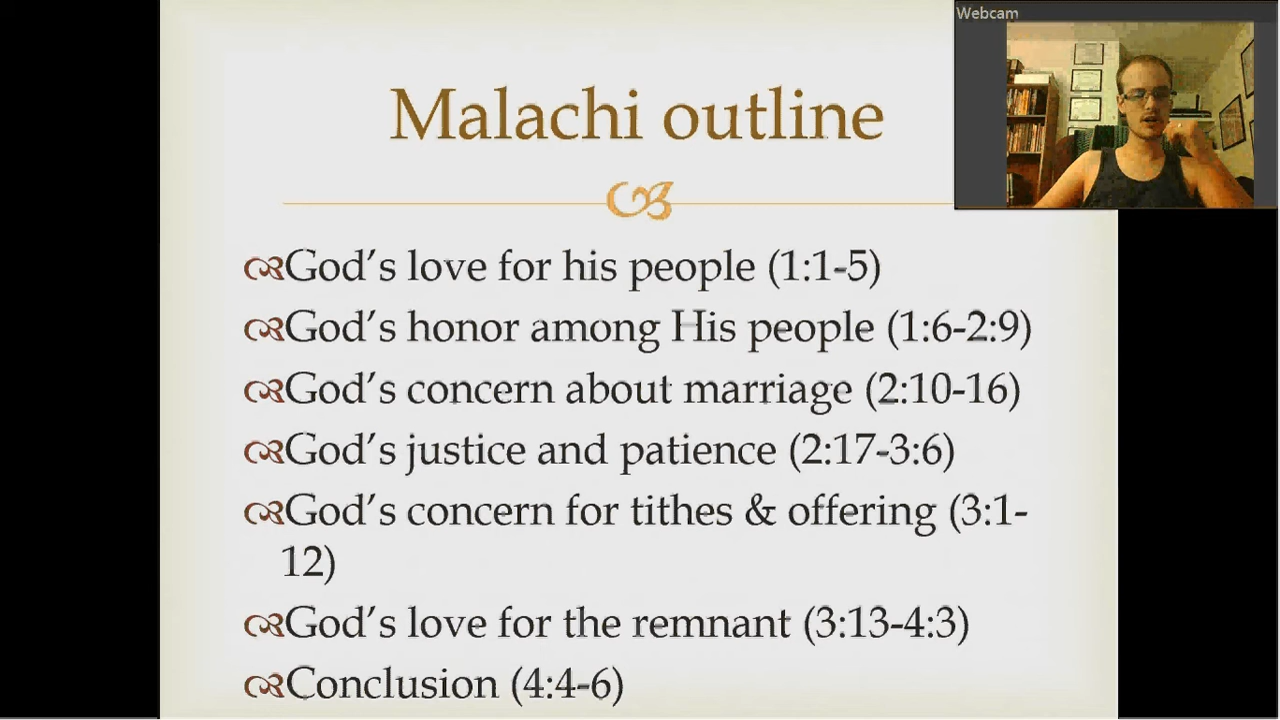 Webcam
Malachi outline
God's love for his people (1:1-5)
God's honor among His people (1:6-2:9)
God's concern about marriage (2:10-16)
God's justice and patience (2:17-3:6)
God's concern for tithes & offering (3:1-
12)
God's love for the remnant (3:13-4:3)
Conclusion (4:4-6)